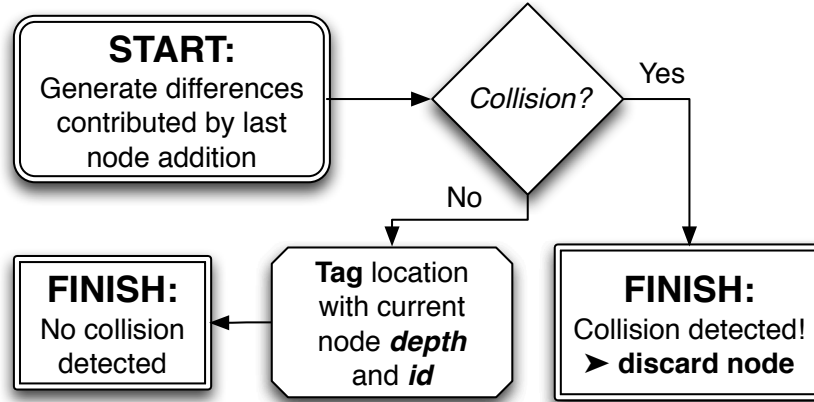 START:
Generate differences
contributed by last
node addition
Collision?
Yes
No
Tag location
with current
node depth
and id
FINISH:
No collision
detected
FINISH:
Collision detected!
➤ discard node